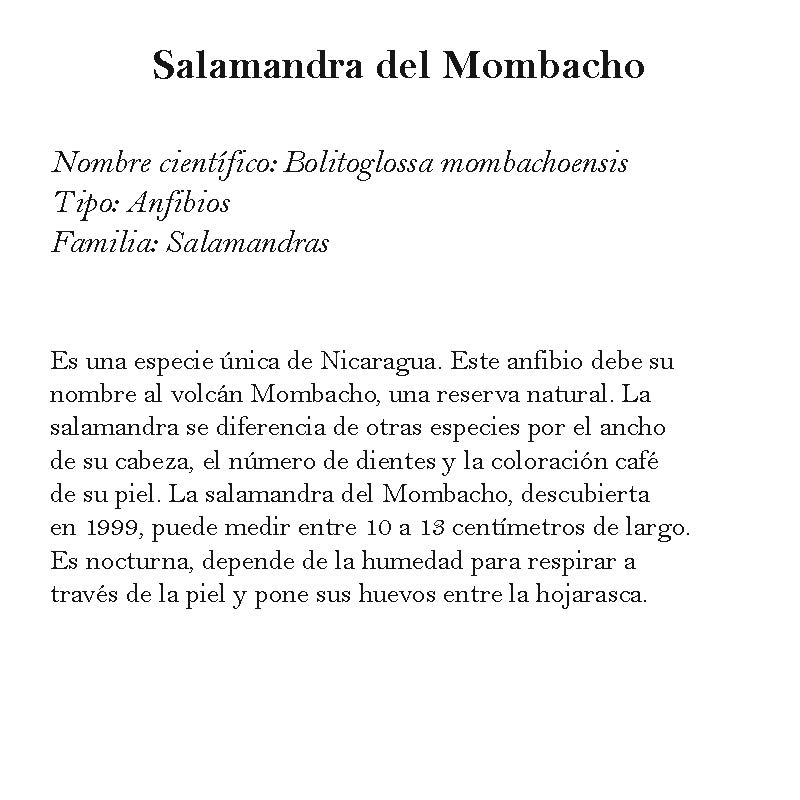 Salamandra del Mombacho
Nombre científico: Bolitoglossa mombachoensis
Tipo: Anfibios
Familia: Salamandras
Es una especie única de Nicaragua. Este anfibio debe su
nombre al volcán Mombacho, una reserva natural. La
salamandra se diferencia de otras especies por el ancho
de su cabeza, el número de dientes y la coloración café
de su piel. La salamandra del Mombacho, descubierta
en 1999, puede medir entre 10 a 13 centímetros de largo.
Es nocturna, depende de la humedad para respirar a
través de la piel y pone sus huevos entre la hojarasca.